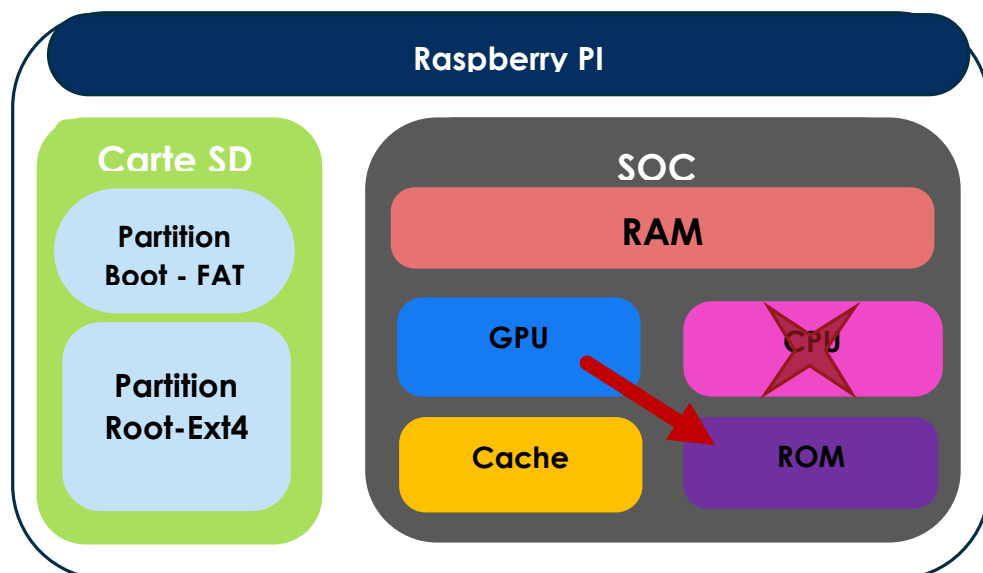 Raspberry PI
Carte SD
Partition
Boot - FAT
Partition
Root-Ext4
SOC
RAM
GPU
CPU
Cache
ROM